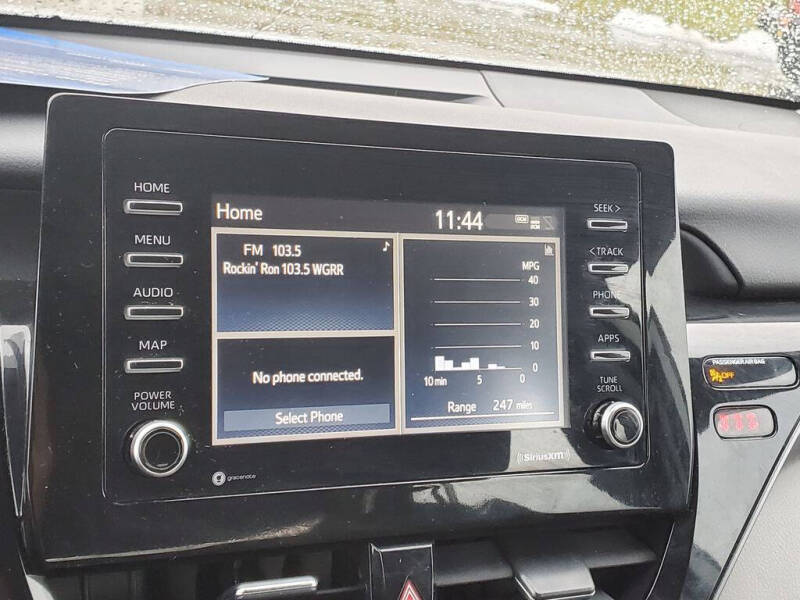 HOME
MENU
AUDIO
MAP
POWER
VOLUME
Home
11:44
DCM
FM 103.5
Rockin' Ron 103.5 WGRR
No phone connected.
Select Phone
MPG
40
30
20
10
0
10 min 5 0
Range 247 miles
SEEK >
< TRACK
PHONE
APPS
TUNE
SCROLL
gracenote
((SiriusXM))
PASSENGER AIR BAG
OFF